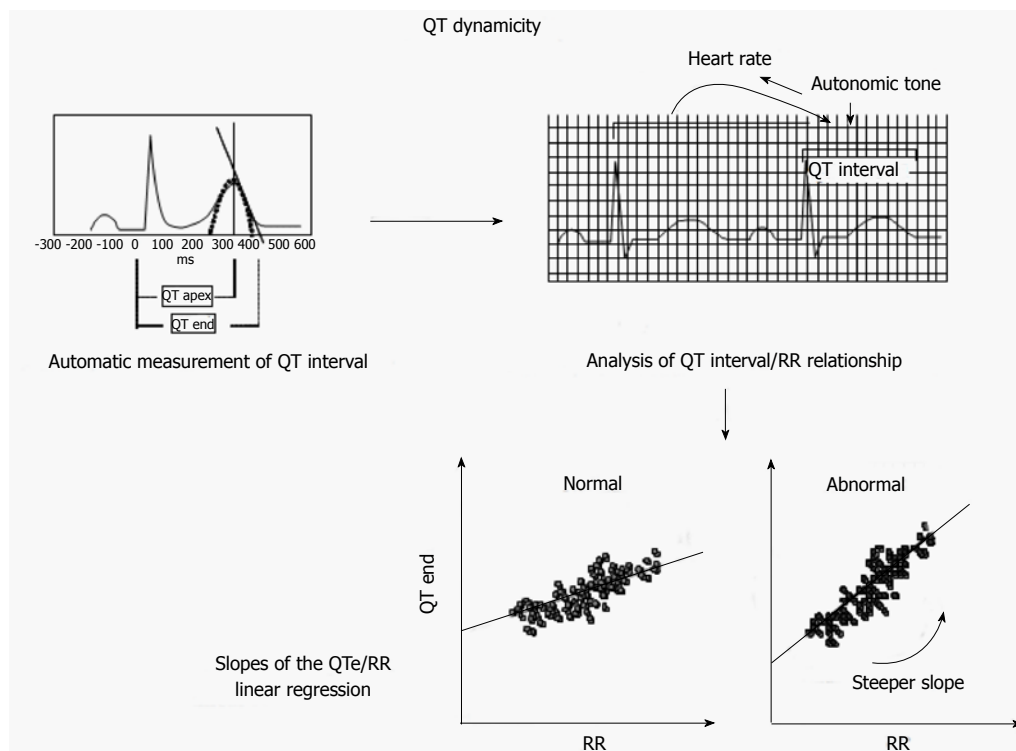 QT dynamicity
Heart rate
Autonomic tone
QT interval
-300 -200 -100 0 100 200 300 400 500 600
ms
QT apex
QT end
Automatic measurement of QT interval
Analysis of QT interval/RR relationship
Normal
Abnormal
QT end
Slopes of the QTe/RR
linear regression
Steeper slope
RR
RR